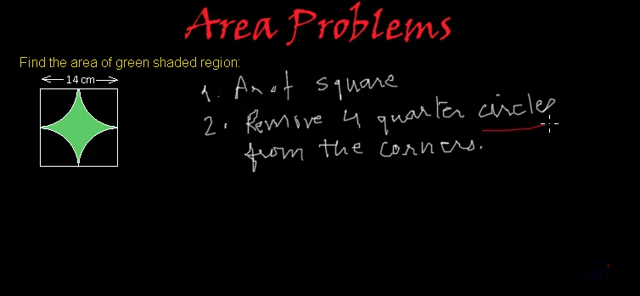 Area Problems
Find the area of green shaded region:
14 cm
1. Ar of square
2. Remove 4 quarter circles
from the corners.